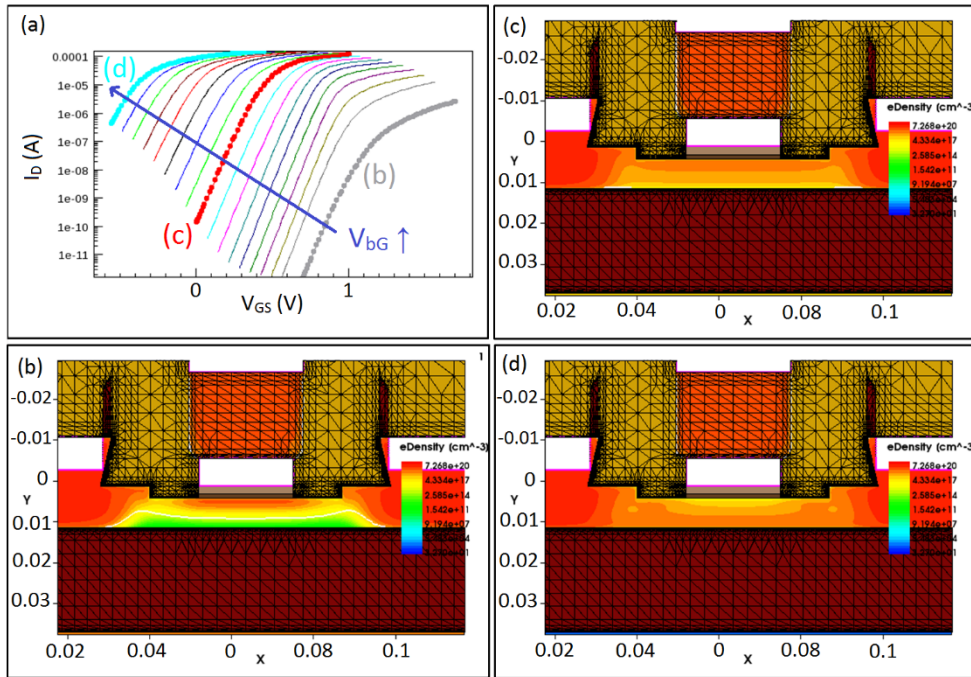 (a)
0.0001
1e-05
1e-06
1e-07
1e-08
1e-09
1e-10
1e-11
I_D (A)
(d)
(b)
(c)
V_bG ↑
0
1
V_GS (V)
(c)
-0.02
-0.01
0
Y
0.01
0.02
0.03
eDensity (cm^-3)
7.268e+20
4.334e+17
2.585e+14
1.542e+11
9.194e+07
0.02
0.04
0
X
0.08
0.1
(b)
1
-0.02
-0.01
0
Y
0.01
0.02
0.03
eDensity (cm^-3)
7.268e+20
4.334e+17
2.585e+14
1.542e+11
9.194e+07
0.02
0.04
0
X
0.08
0.1
(d)
-0.02
-0.01
0
Y
0.01
0.02
0.03
eDensity (cm^-3)
7.268e+20
4.334e+17
2.585e+14
1.542e+11
9.194e+07
0.02
0.04
0
X
0.08
0.1